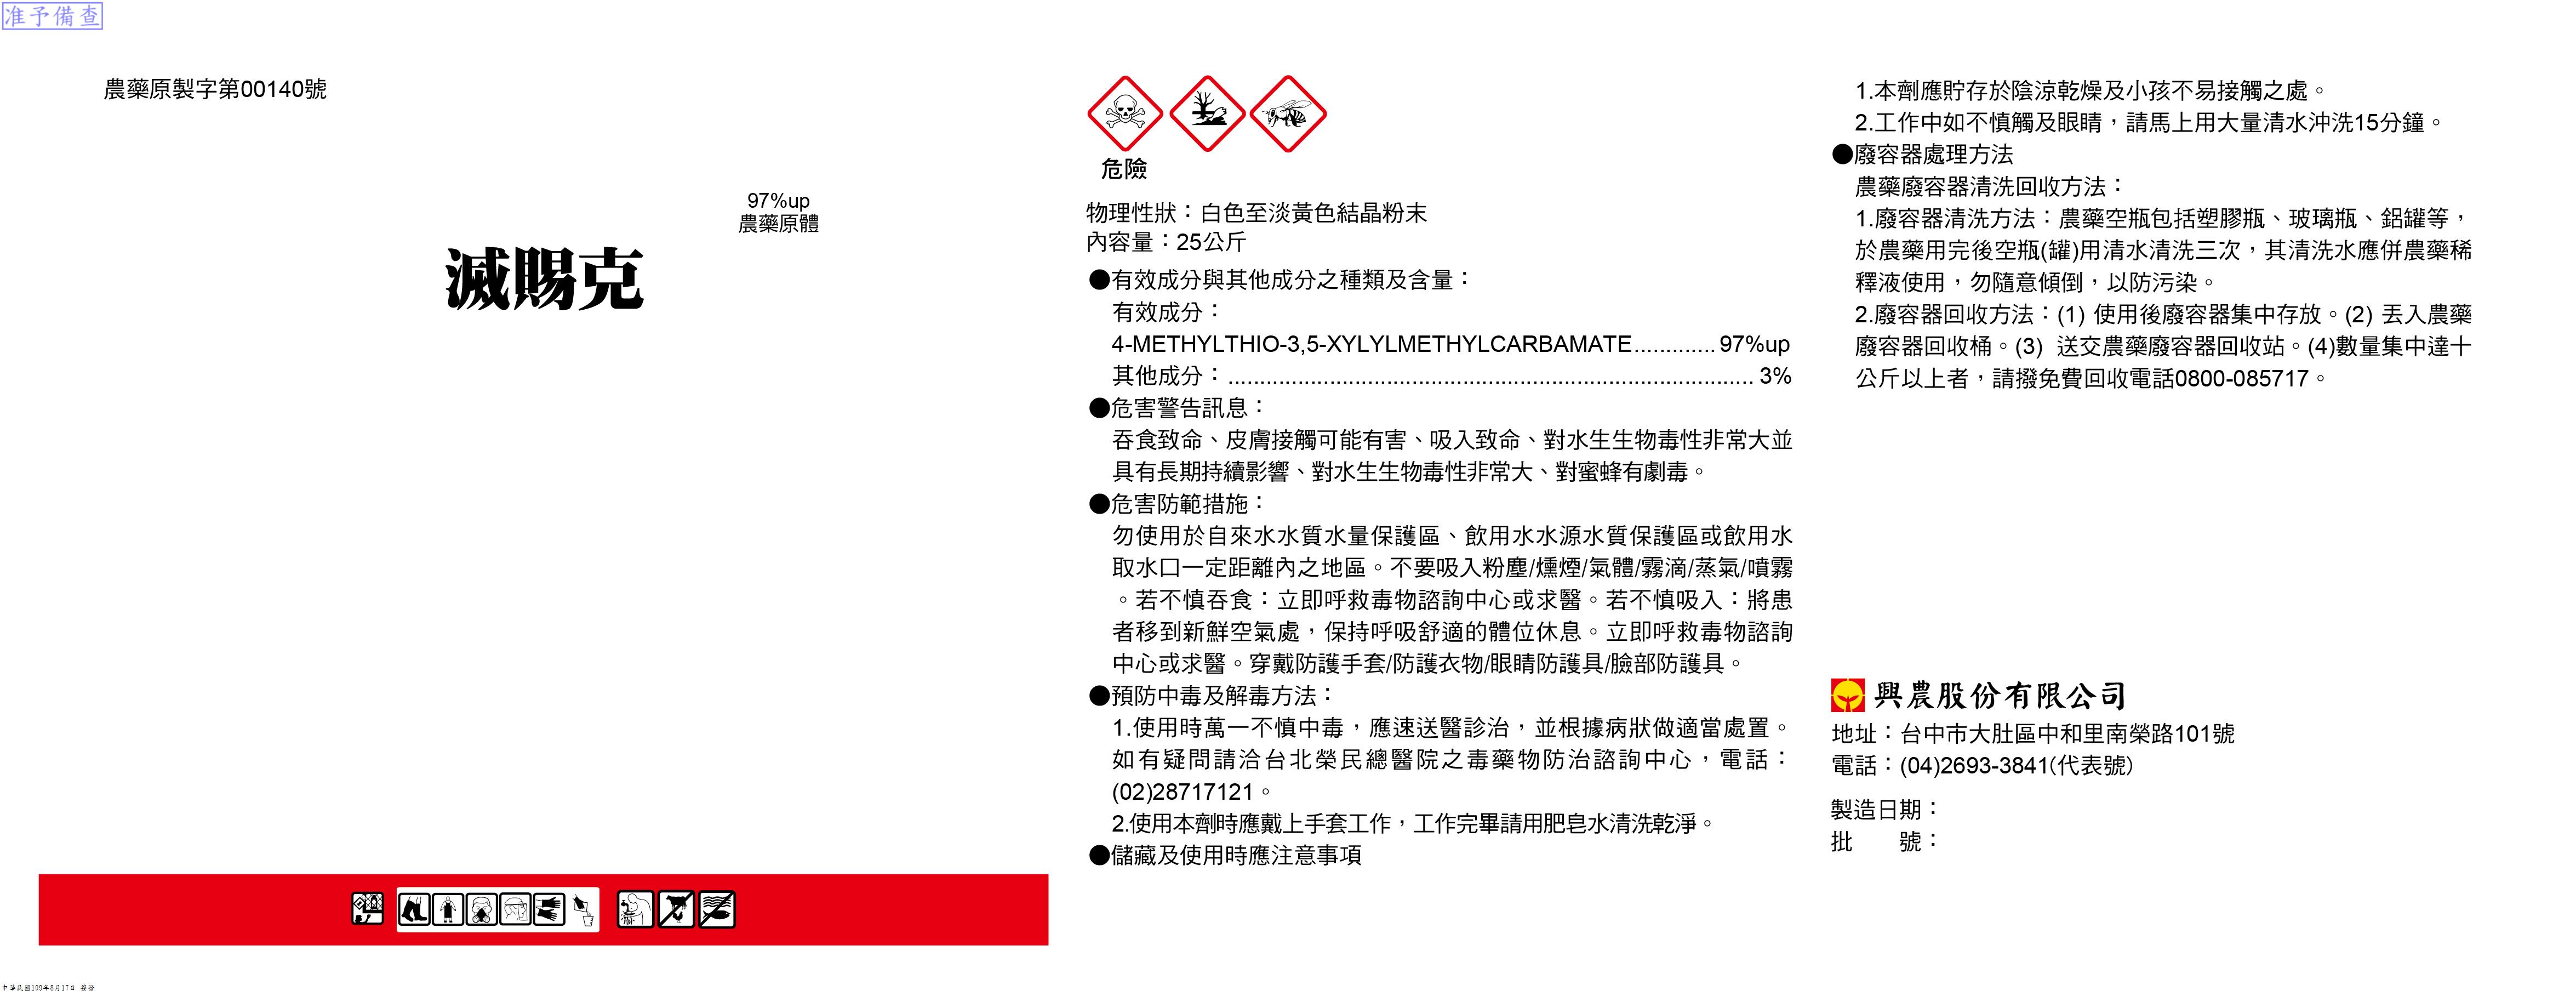 准予備查
農藥原製字第00140號
97%up
農藥原體
滅賜克
危險
物理性狀：白色至淡黃色結晶粉末
內容量：25公斤
●有效成分與其他成分之種類及含量：
有效成分：
4-METHYLTHIO-3,5-XYLYLMETHYLCARBAMATE.............97%up
其他成分：.................................................................................... 3%
●危害警告訊息：
吞食致命、皮膚接觸可能有害、吸入致命、對水生生物毒性非常大並
具有長期持續影響、對水生生物毒性非常大、對蜜蜂有劇毒。
●危害防範措施：
勿使用於自來水水質水量保護區、飲用水水源水質保護區或飲用水
取水口一定距離內之地區。不要吸入粉塵/燻煙/氣體/霧滴/蒸氣/噴霧
。若不慎吞食：立即呼救毒物諮詢中心或求醫。若不慎吸入：將患
者移到新鮮空氣處，保持呼吸舒適的體位休息。立即呼救毒物諮詢
中心或求醫。穿戴防護手套/防護衣物/眼睛防護具/臉部防護具。
●預防中毒及解毒方法：
1.使用時萬一不慎中毒，應速送醫診治，並根據病狀做適當處置。
如有疑問請洽台北榮民總醫院之毒藥物防治諮詢中心，電話：
(02)28717121。
2.使用本劑時應戴上手套工作，工作完畢請用肥皂水清洗乾淨。
●儲藏及使用時應注意事項
1.本劑應貯存於陰涼乾燥及小孩不易接觸之處。
2.工作中如不慎觸及眼睛，請馬上用大量清水沖洗15分鐘。
●廢容器處理方法
農藥廢容器清洗回收方法：
1.廢容器清洗方法：農藥空瓶包括塑膠瓶、玻璃瓶、鋁罐等，
於農藥用完後空瓶(罐)用清水清洗三次，其清洗水應併農藥稀
釋液使用，勿隨意傾倒，以防污染。
2.廢容器回收方法：(1) 使用後廢容器集中存放。(2) 丟入農藥
廢容器回收桶。(3) 送交農藥廢容器回收站。(4)數量集中達十
公斤以上者，請撥免費回收電話0800-085717。
興農股份有限公司
地址：台中市大肚區中和里南榮路101號
電話：(04)2693-3841(代表號)
製造日期：
批　　號：
中華民國109年8月17日 簽發